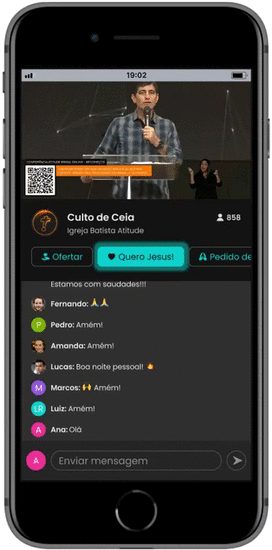 19:02
Culto de Ceia
858
Igreja Batista Atitude
Ofertar
Quero Jesus!
Pedido de
Estamos com saudades!!!
Fernando: 🙏🙏
P Pedro: Amém!
Amanda: Amém!
Lucas: Boa noite pessoal! 🔥
M Marcos: 🙌 Amém!
LR Luiz: Amém!
A Ana: Olá
A Enviar mensagem